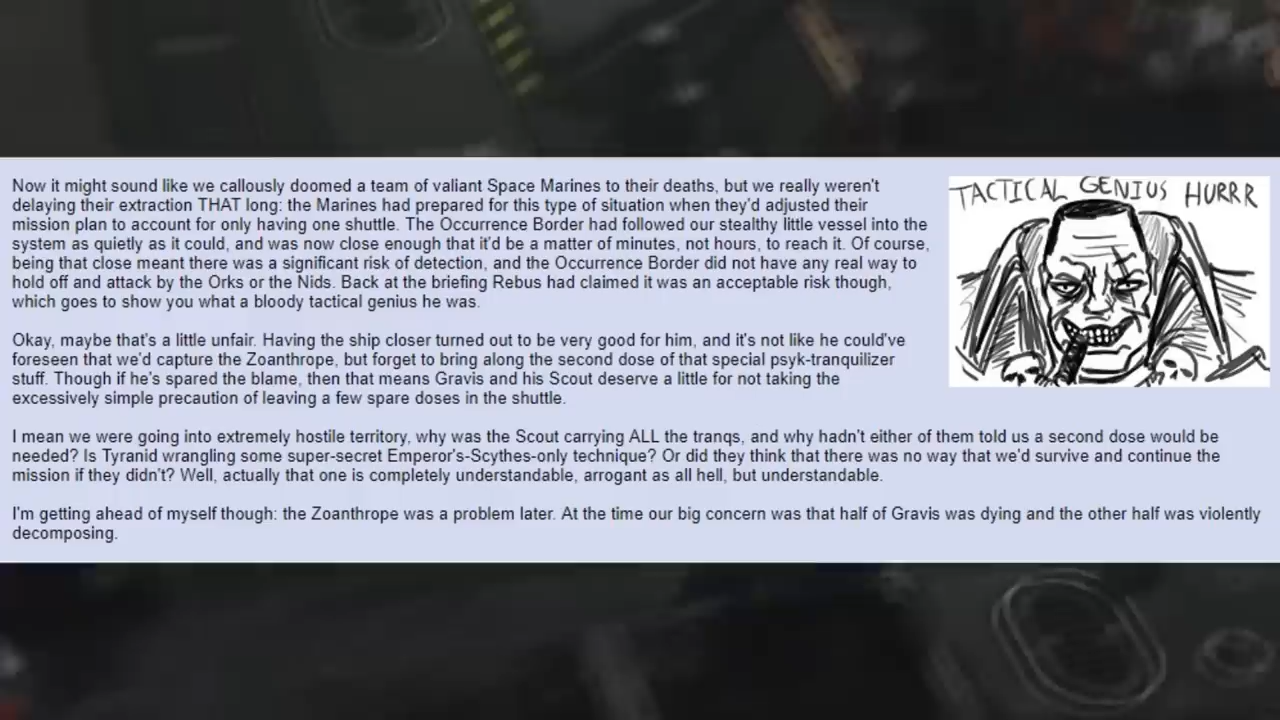 Now it might sound like we callously doomed a team of valiant Space Marines to their deaths, but we really weren't
delaying their extraction THAT long: the Marines had prepared for this type of situation when they'd adjusted their
mission plan to account for only having one shuttle. The Occurrence Border had followed our stealthy little vessel into the
system as quietly as it could, and was now close enough that it'd be a matter of minutes, not hours, to reach it. Of course,
being that close meant there was a significant risk of detection, and the Occurrence Border did not have any real way to
hold off and attack by the Orks or the Nids. Back at the briefing Rebus had claimed it was an acceptable risk though,
which goes to show you what a bloody tactical genius he was.
TACTICAL GENIUS HURRR
Okay, maybe that's a little unfair. Having the ship closer turned out to be very good for him, and it's not like he could've
foreseen that we'd capture the Zoanthrope, but forget to bring along the second dose of that special psyk-tranquilizer
stuff. Though if he's spared the blame, then that means Gravis and his Scout deserve a little for not taking the
excessively simple precaution of leaving a few spare doses in the shuttle.
I mean we were going into extremely hostile territory, why was the Scout carrying ALL the tranqs, and why hadn't either of them told us a second dose would be
needed? Is Tyranid wrangling some super-secret Emperor's-Scythes-only technique? Or did they think that there was no way that we'd survive and continue the
mission if they didn't? Well, actually that one is completely understandable, arrogant as all hell, but understandable.
I'm getting ahead of myself though: the Zoanthrope was a problem later. At the time our big concern was that half of Gravis was dying and the other half was violently
decomposing.